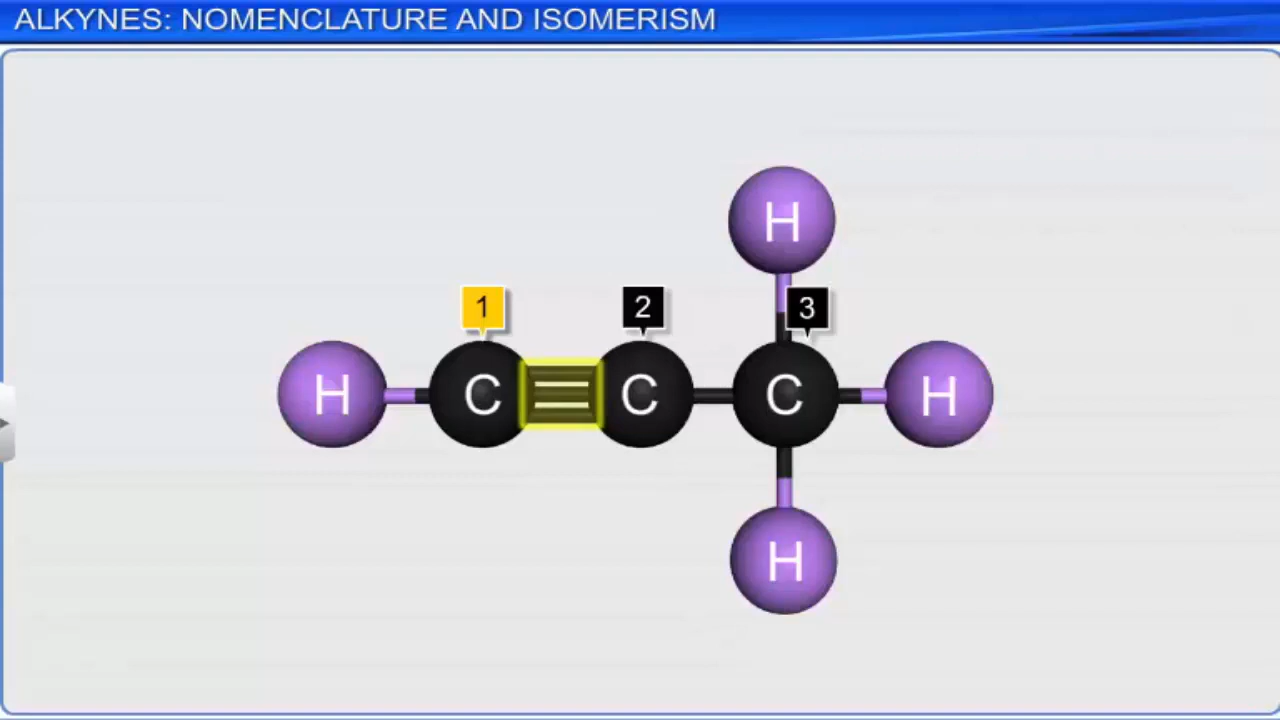 ALKYNES: NOMENCLATURE AND ISOMERISM
H
1 2 3
H C C C H
H